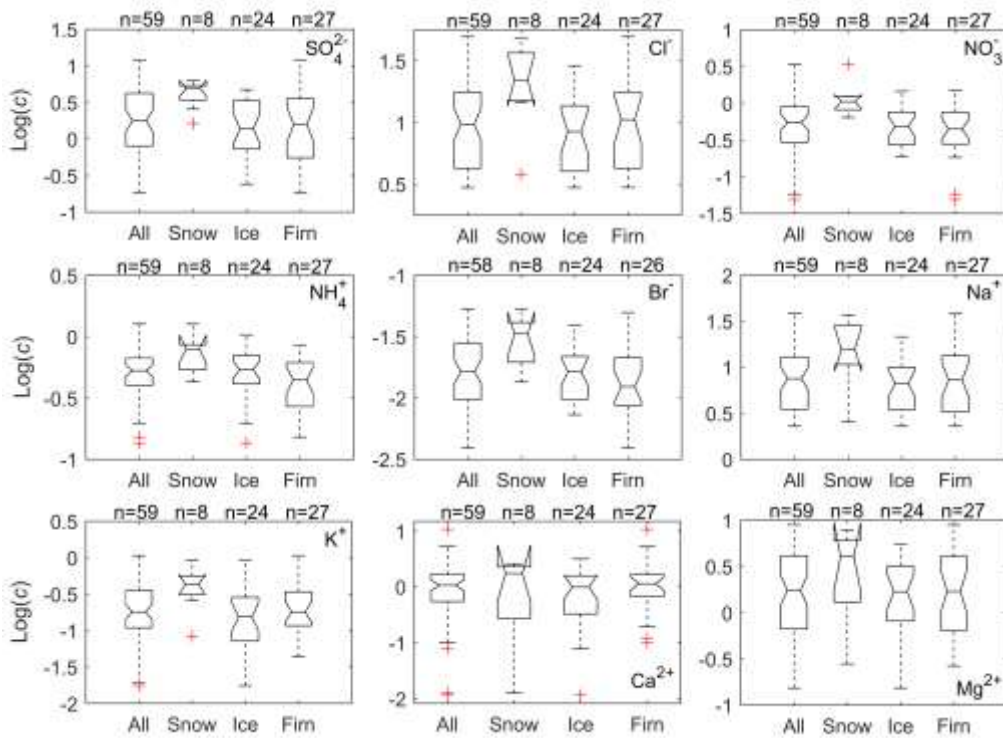 n=59 n=8 n=24 n=27
SO₄²⁻
Log(c)
1.5
1
0.5
0
-0.5
-1
All Snow Ice Firn
n=59 n=8 n=24 n=27
Cl⁻
1.5
1
0.5
All Snow Ice Firn
n=59 n=8 n=24 n=27
NO₃⁻
1
0.5
0
-0.5
-1
-1.5
All Snow Ice Firn
n=59 n=8 n=24 n=27
NH₄⁺
Log(c)
0.5
0
-0.5
-1
All Snow Ice Firn
n=58 n=8 n=24 n=26
Br⁻
-1
-1.5
-2
-2.5
All Snow Ice Firn
n=59 n=8 n=24 n=27
Na⁺
2
1.5
1
0.5
0
All Snow Ice Firn
n=59 n=8 n=24 n=27
K⁺
Log(c)
0.5
0
-0.5
-1
-1.5
-2
All Snow Ice Firn
n=59 n=8 n=24 n=27
1
0
-1
-2
Ca²⁺
All Snow Ice Firn
n=59 n=8 n=24 n=27
1
0.5
0
-0.5
-1
Mg²⁺
All Snow Ice Firn